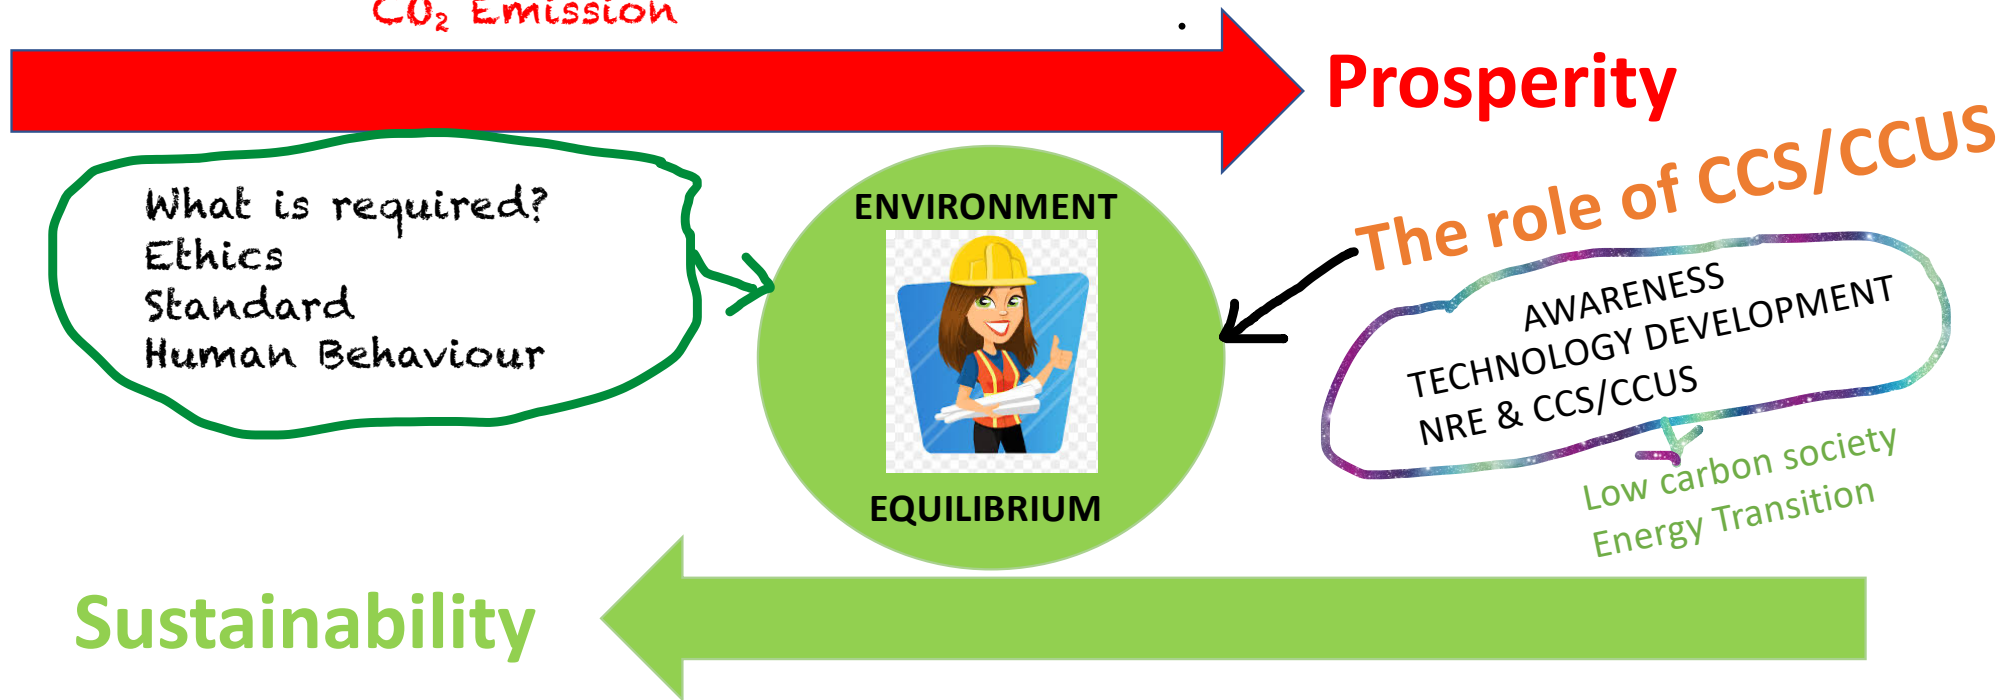 CO₂ Emission
Prosperity
What is required?
Ethics
Standard
Human Behaviour
ENVIRONMENT
EQUILIBRIUM
The role of CCS/CCUS
AWARENESS
TECHNOLOGY DEVELOPMENT
NRE & CCS/CCUS
Low carbon society
Energy Transition
Sustainability